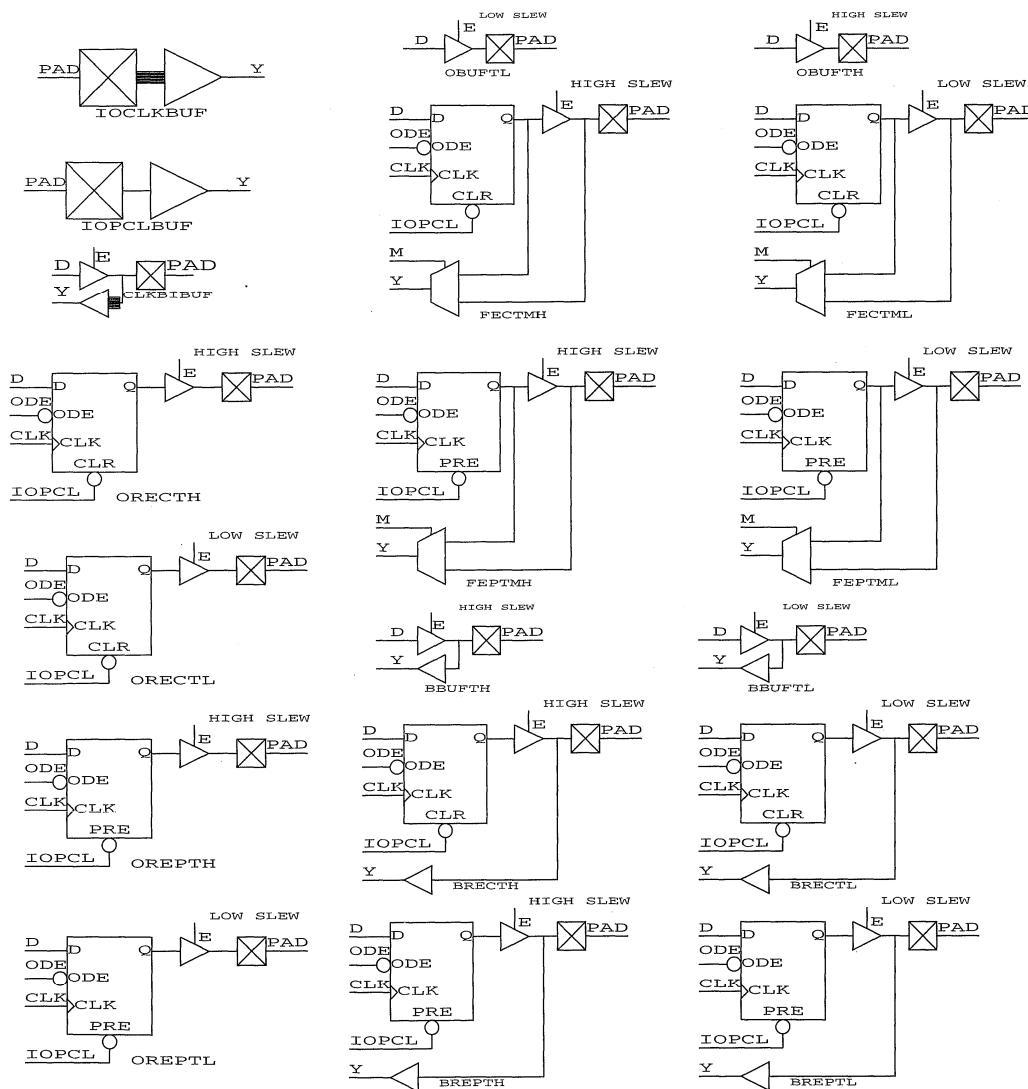 PAD Y
IOCLKBUF
PAD Y
IOPCLBUF
E
D PAD
Y CLKBIBUF
HIGH SLEW
E
D D Q PAD
ODE ODE
CLK CLK
CLR
IOPCL ORECTH
LOW SLEW
E
D D Q PAD
ODE ODE
CLK CLK
CLR
IOPCL ORECTL
HIGH SLEW
E
D D Q PAD
ODE ODE
CLK CLK
PRE
IOPCL OREPTH
LOW SLEW
E
D D Q PAD
ODE ODE
CLK CLK
PRE
IOPCL OREPTL
LOW SLEW
E
D PAD
OBUFTL
HIGH SLEW
E
D D Q PAD
ODE ODE
CLK CLK
CLR
IOPCL
M
Y
FECTMH
HIGH SLEW
E
D D Q PAD
ODE ODE
CLK CLK
PRE
IOPCL
M
Y
FEPTMH
HIGH SLEW
E
D PAD
Y
BBUFTH
HIGH SLEW
E
D D Q PAD
ODE ODE
CLK CLK
CLR
IOPCL
Y BRECTH
HIGH SLEW
E
D D Q PAD
ODE ODE
CLK CLK
PRE
IOPCL
Y BREPTH
HIGH SLEW
E
D PAD
OBUFTH
LOW SLEW
E
D D Q PAD
ODE ODE
CLK CLK
CLR
IOPCL
M
Y
FECTML
LOW SLEW
E
D D Q PAD
ODE ODE
CLK CLK
PRE
IOPCL
M
Y
FEPTML
LOW SLEW
E
D PAD
Y
BBUFTL
LOW SLEW
E
D D Q PAD
ODE ODE
CLK CLK
CLR
IOPCL
Y BRECTL
LOW SLEW
E
D D Q PAD
ODE ODE
CLK CLK
PRE
IOPCL
Y BREPTL